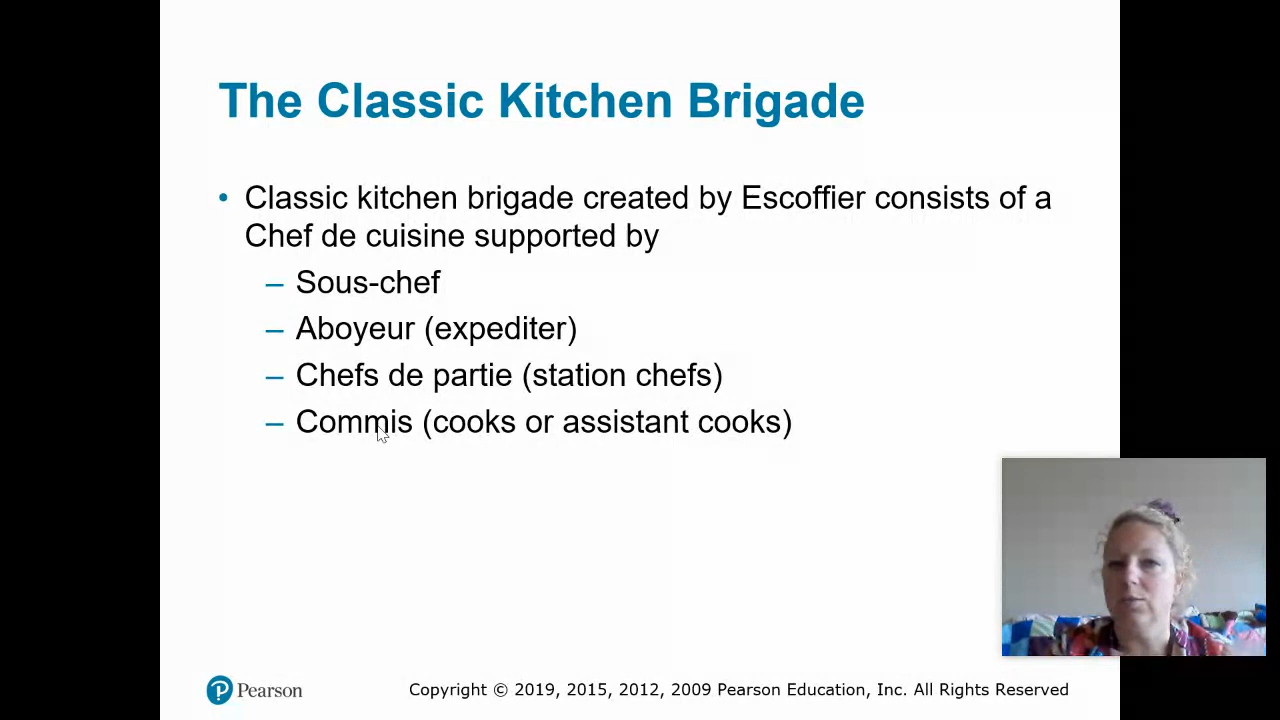 The Classic Kitchen Brigade
• Classic kitchen brigade created by Escoffier consists of a
Chef de cuisine supported by
– Sous-chef
– Aboyeur (expediter)
– Chefs de partie (station chefs)
– Commis (cooks or assistant cooks)
Pearson
Copyright © 2019, 2015, 2012, 2009 Pearson Education, Inc. All Rights Reserved